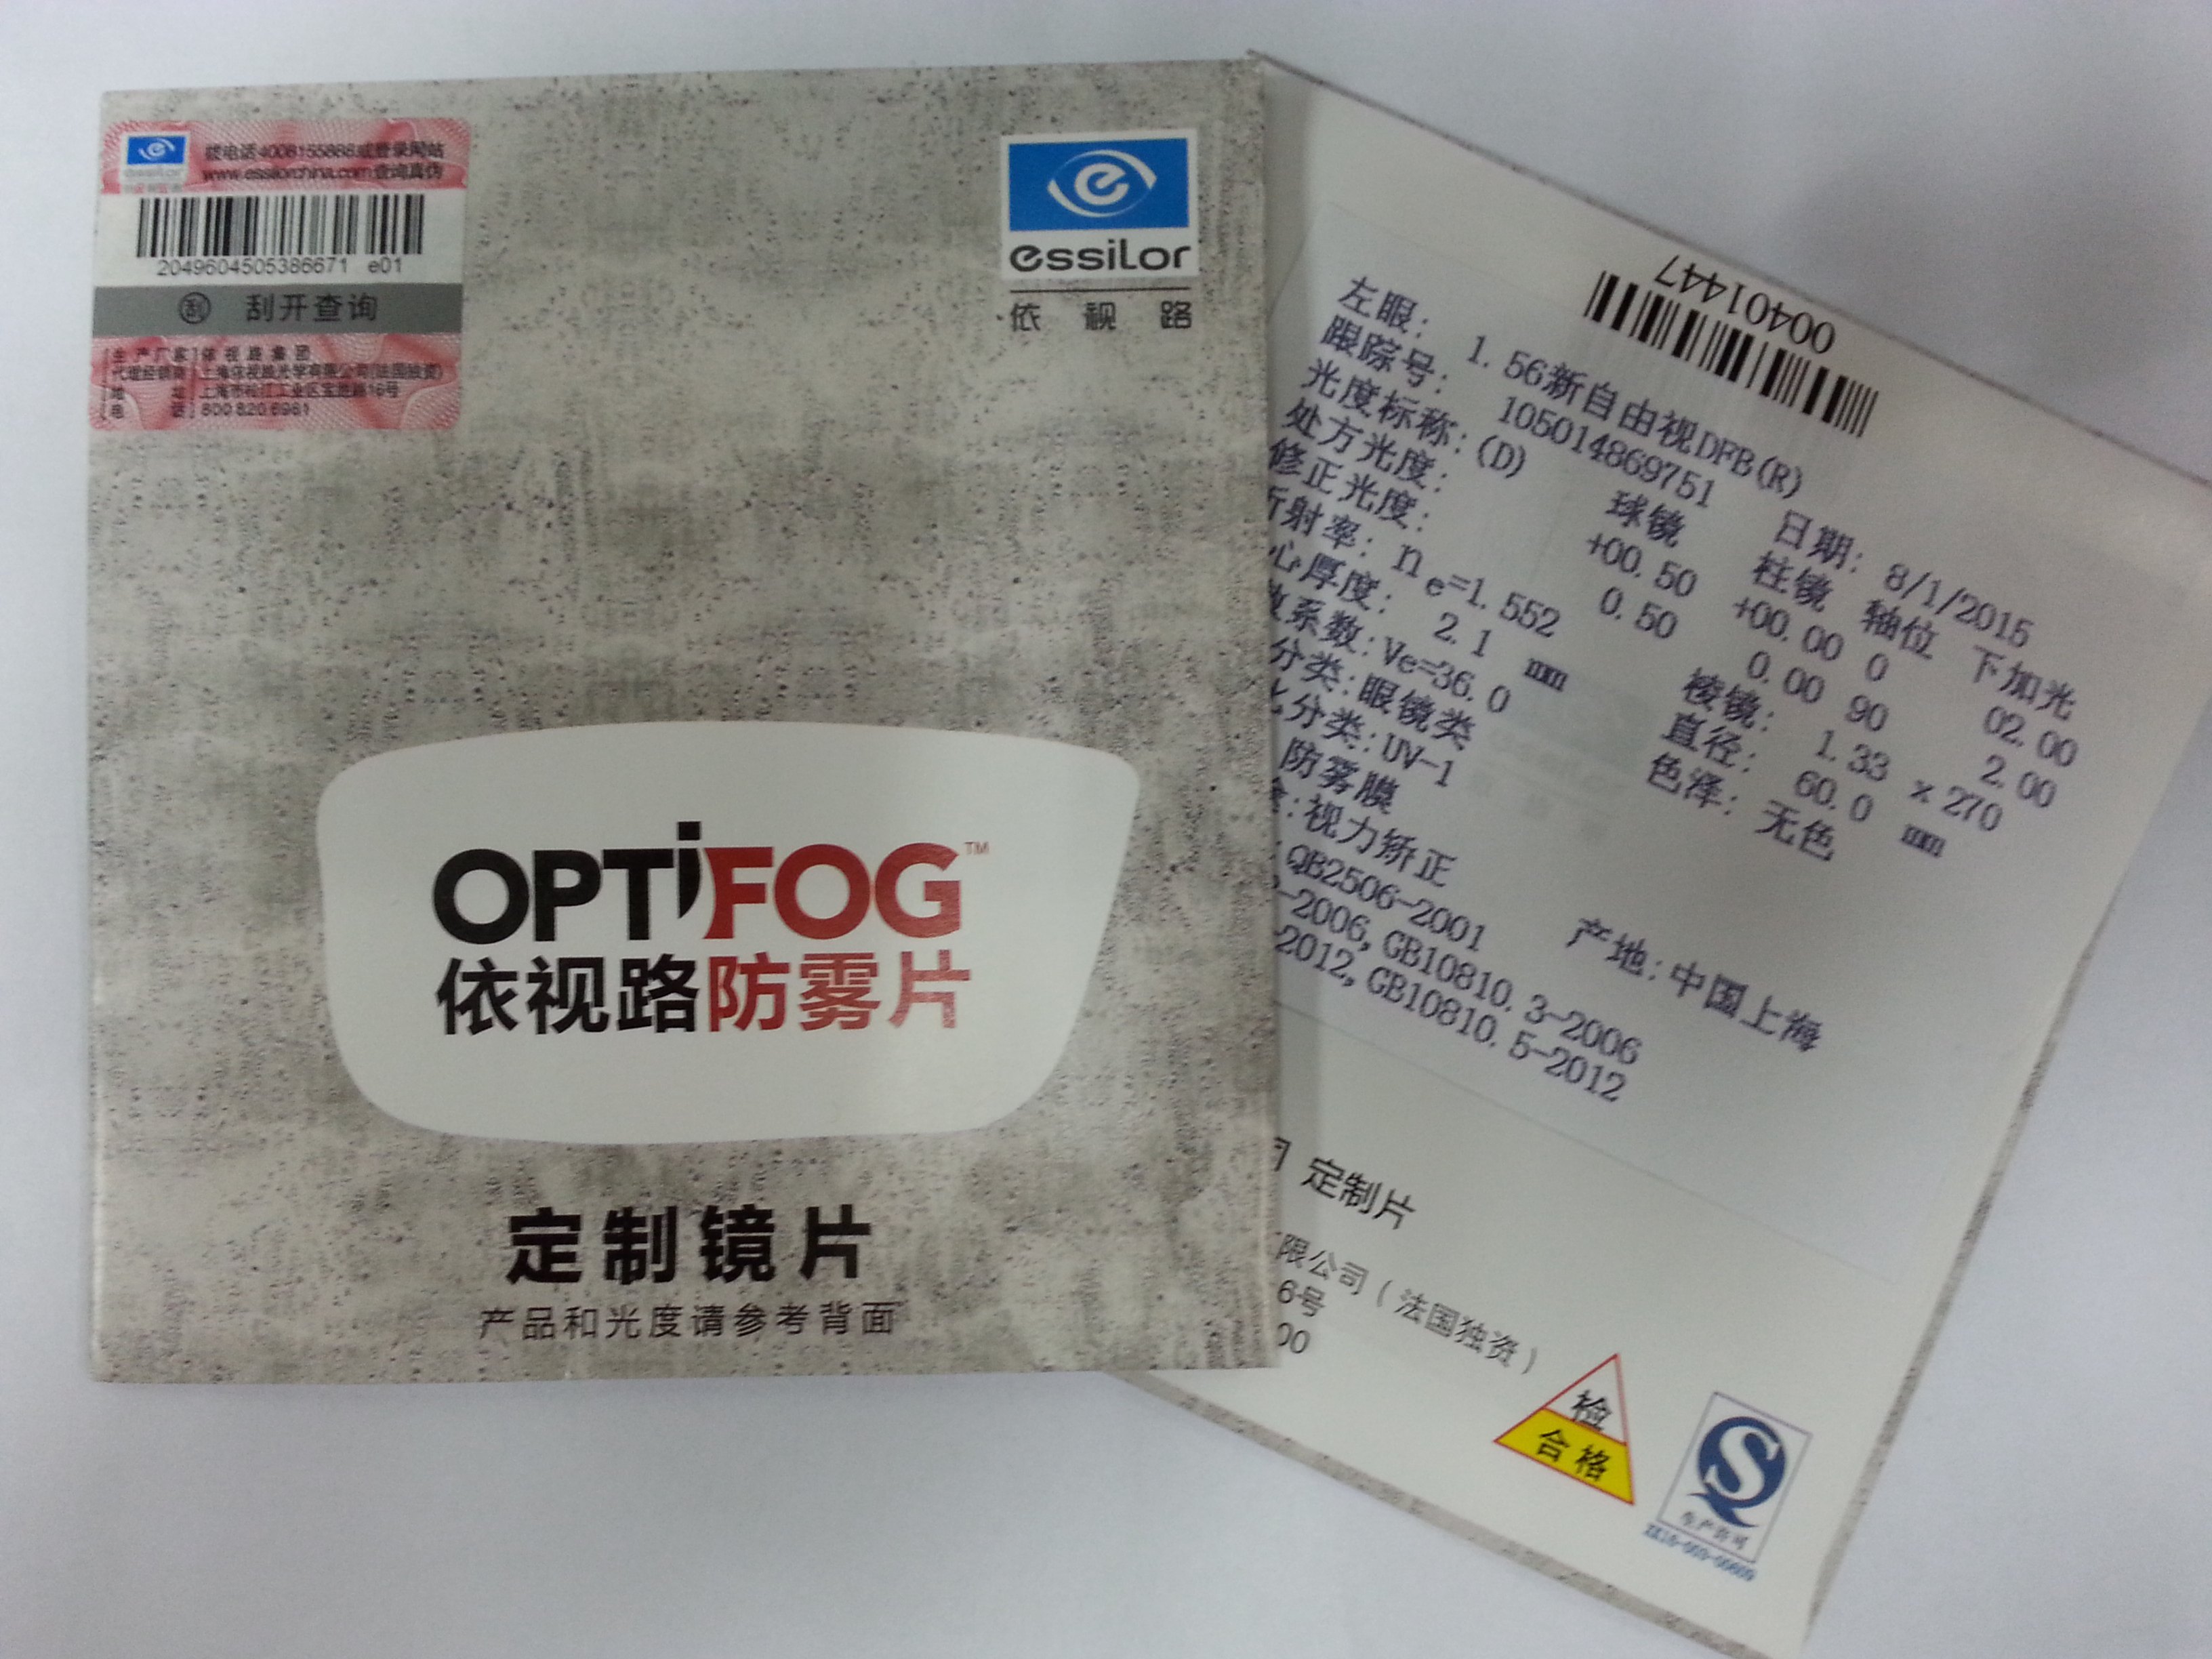 essilor
拨电话4008155888或登录网站
www.essilorchina.com查询真伪
2049604505386671 e01
刮 刮开查询
生产厂家 依视路集团
代理经销商 上海依视路光学有限公司(法国独资)
地 址 上海市松江工业区宝胜路16号
电 话 800 820 6961
essilor
依视路
OPTiFOG™
依视路防雾片
定制镜片
产品和光度请参考背面
00401447
左眼: 1.56新自由视DFB(R)
跟踪号: 105014869751 日期: 8/1/2015
光度标称:(D) 球镜 柱镜 轴位 下加光
处方光度: +00.50 +00.00 0 02.00
修正光度: 0.50 0.00 90 2.00
折射率: ne=1.552 棱镜: 1.33 x 270
心厚度: 2.1 mm 直径: 60.0 mm
系数:Ve=36.0 色泽: 无色
分类:眼镜类
分类:UV-1
防雾膜
:视力矫正
QB2506-2001 产地:中国上海
-2006,GB10810.3-2006
-2012,GB10810.5-2012
定制片
限公司(法国独资)
6号
00
检
合格
生产许可